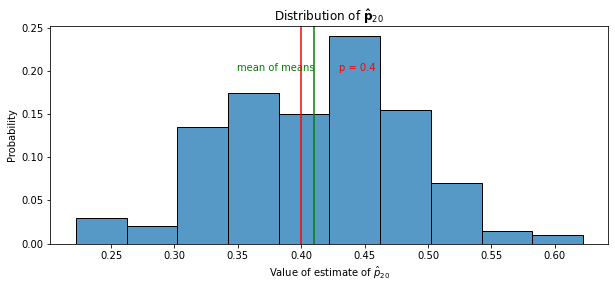 Distribution of p̂₂₀
Probability
0.25
0.20
0.15
0.10
0.05
0.00
mean of means
p = 0.4
0.25 0.30 0.35 0.40 0.45 0.50 0.55 0.60
Value of estimate of p̂₂₀